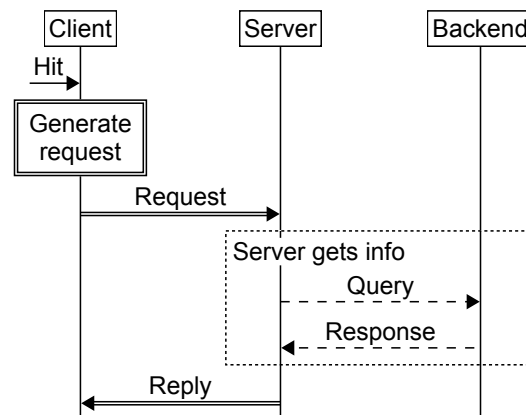 Client
Server
Backend
Hit
Generate
request
Request
Server gets info
Query
Response
Reply